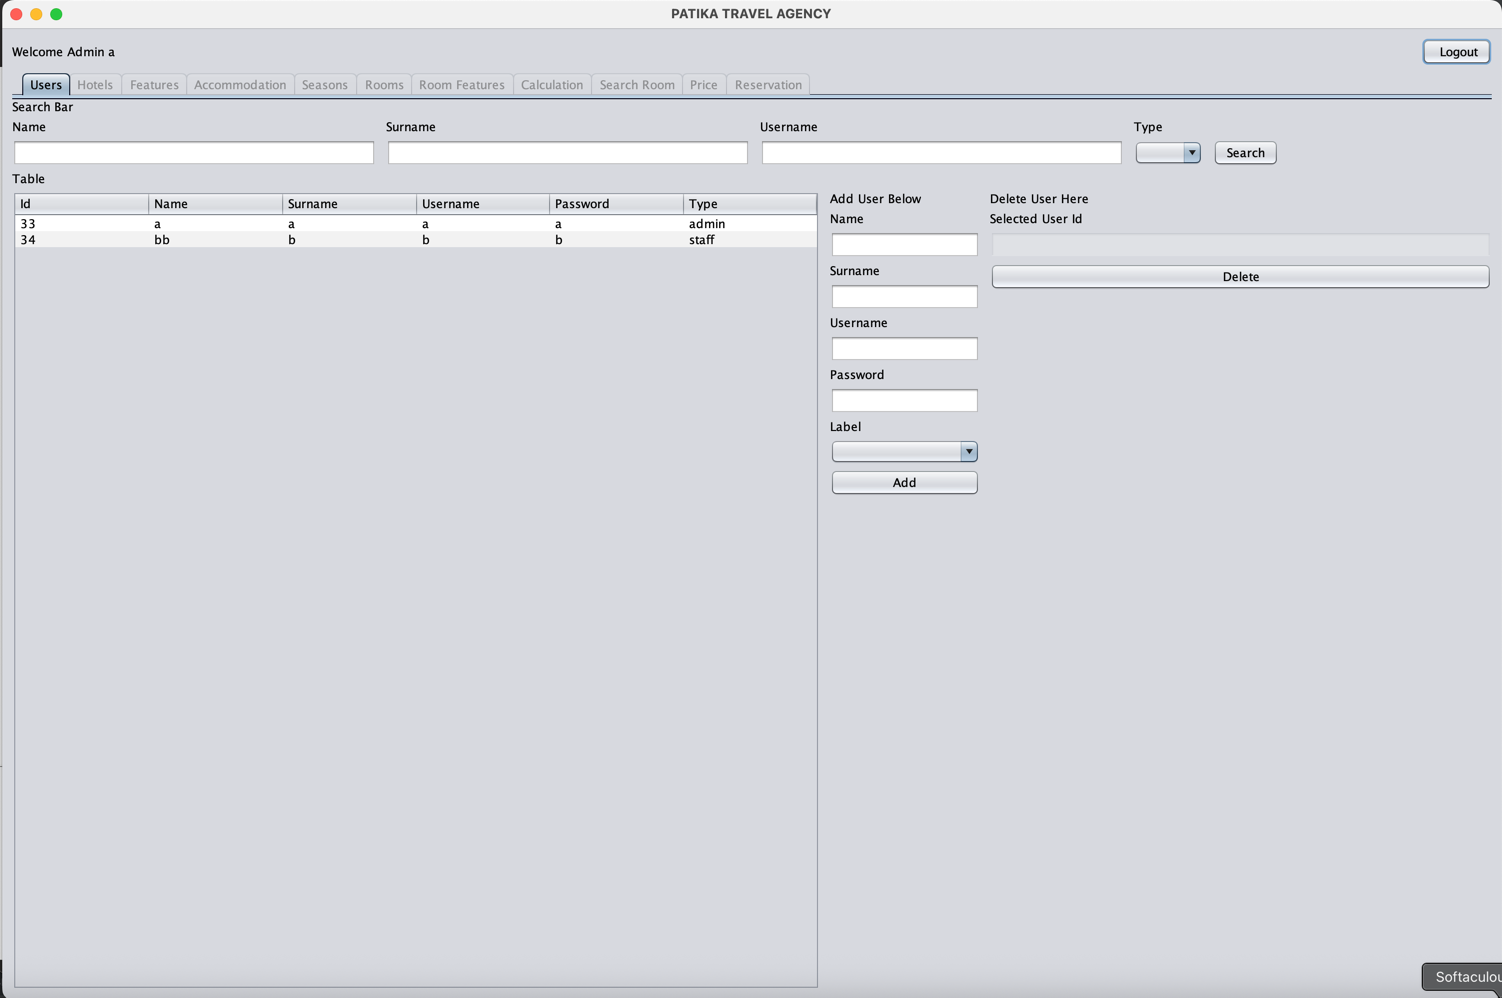 PATIKA TRAVEL AGENCY
Welcome Admin a
Logout
Users Hotels Features Accommodation Seasons Rooms Room Features Calculation Search Room Price Reservation
Search Bar
Name Surname Username Type
Search
Table
Id Name Surname Username Password Type
33 a a a a admin
34 bb b b b staff
Add User Below
Name
Surname
Username
Password
Label
Add
Delete User Here
Selected User Id
Delete